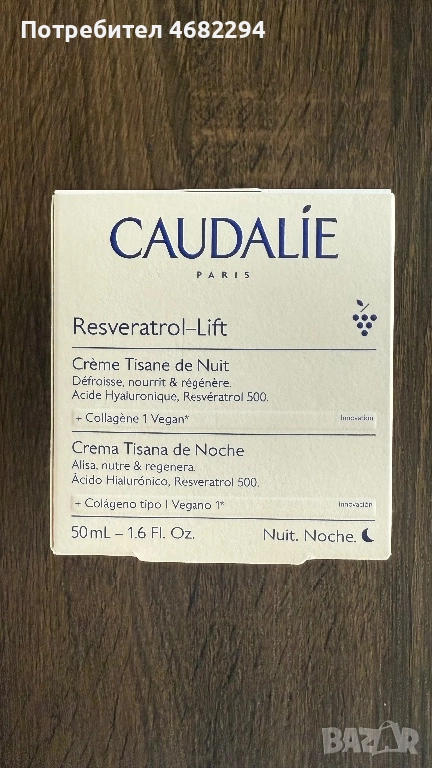 Потребител 4682294
CAUDALÍE
PARIS
Resveratrol–Lift
Crème Tisane de Nuit
Défroisse, nourrit & régénère.
Acide Hyaluronique, Resvératrol 500.
+ Collagène 1 Vegan* Innovation
Crema Tisana de Noche
Alisa, nutre & regenera.
Ácido Hialurónico, Resveratrol 500.
+ Colágeno tipo I Vegano 1* Innovación
50 mL – 1.6 Fl. Oz. Nuit. Noche.
BAZAR